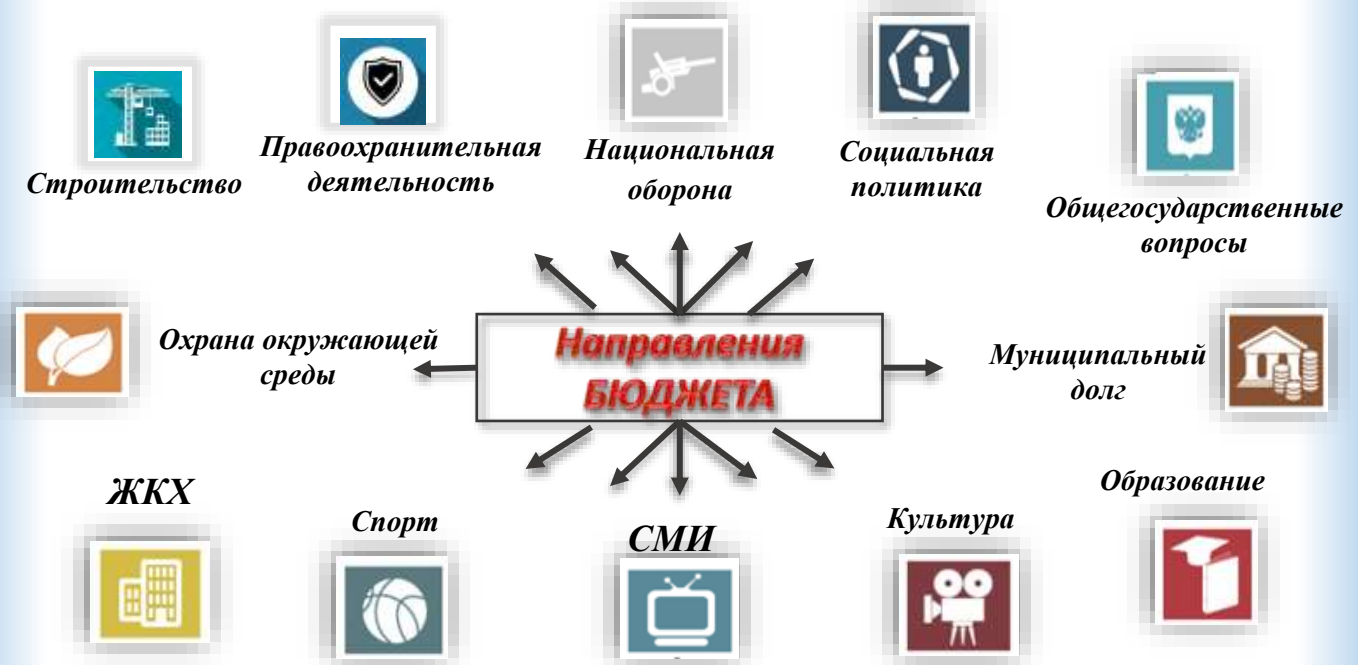 Строительство
Правоохранительная
деятельность
Национальная
оборона
Социальная
политика
Общегосударственные
вопросы
Охрана окружающей
среды
Направления
БЮДЖЕТА
Муниципальный
долг
ЖКХ
Спорт
СМИ
Культура
Образование